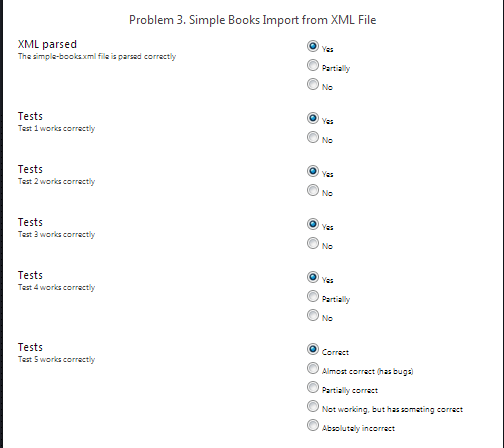 Problem 3. Simple Books Import from XML File
XML parsed
The simple-books.xml file is parsed correctly
Yes
Partially
No
Tests
Test 1 works correctly
Yes
No
Tests
Test 2 works correctly
Yes
No
Tests
Test 3 works correctly
Yes
No
Tests
Test 4 works correctly
Yes
Partially
No
Tests
Test 5 works correctly
Correct
Almost correct (has bugs)
Partially correct
Not working, but has someting correct
Absolutely incorrect